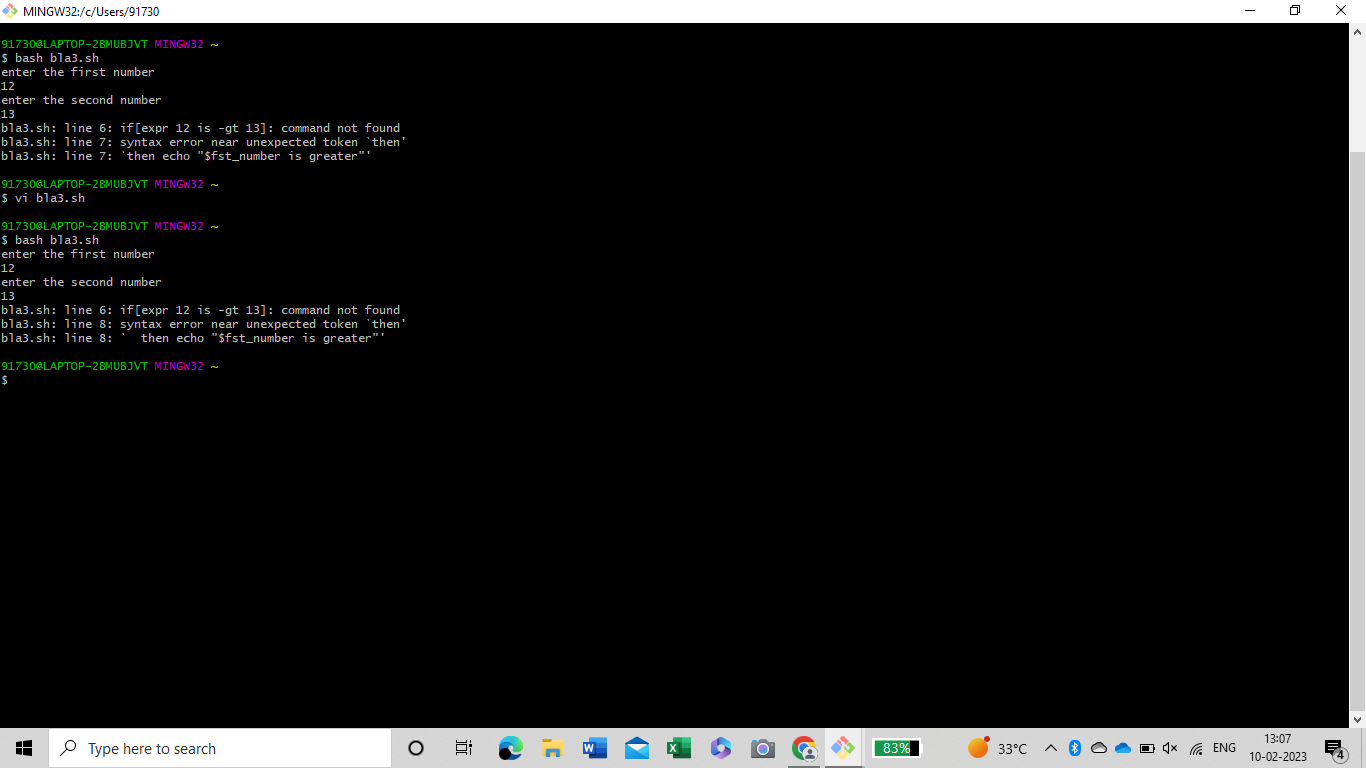 MINGW32:/c/Users/91730
91730@LAPTOP-2BMUBJVT MINGW32 ~
$ bash bla3.sh
enter the first number
12
enter the second number
13
bla3.sh: line 6: if[expr 12 is -gt 13]: command not found
bla3.sh: line 7: syntax error near unexpected token `then'
bla3.sh: line 7: `then echo "$fst_number is greater"'
91730@LAPTOP-2BMUBJVT MINGW32 ~
$ vi bla3.sh
91730@LAPTOP-2BMUBJVT MINGW32 ~
$ bash bla3.sh
enter the first number
12
enter the second number
13
bla3.sh: line 6: if[expr 12 is -gt 13]: command not found
bla3.sh: line 8: syntax error near unexpected token `then'
bla3.sh: line 8: `  then echo "$fst_number is greater"'
91730@LAPTOP-2BMUBJVT MINGW32 ~
$
Type here to search
83%
33°C
ENG
13:07
10-02-2023
4